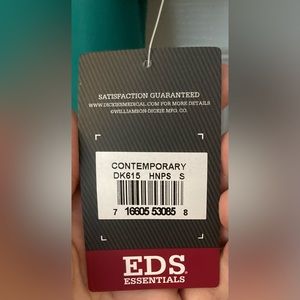 SATISFACTION GUARANTEED
WWW.DICKIESMEDICAL.COM FOR MORE DETAILS
©WILLIAMSON-DICKIE MFG. CO.
CONTEMPORARY
DK615 HNPS S
7 16605 53085 8
EDS
ESSENTIALS